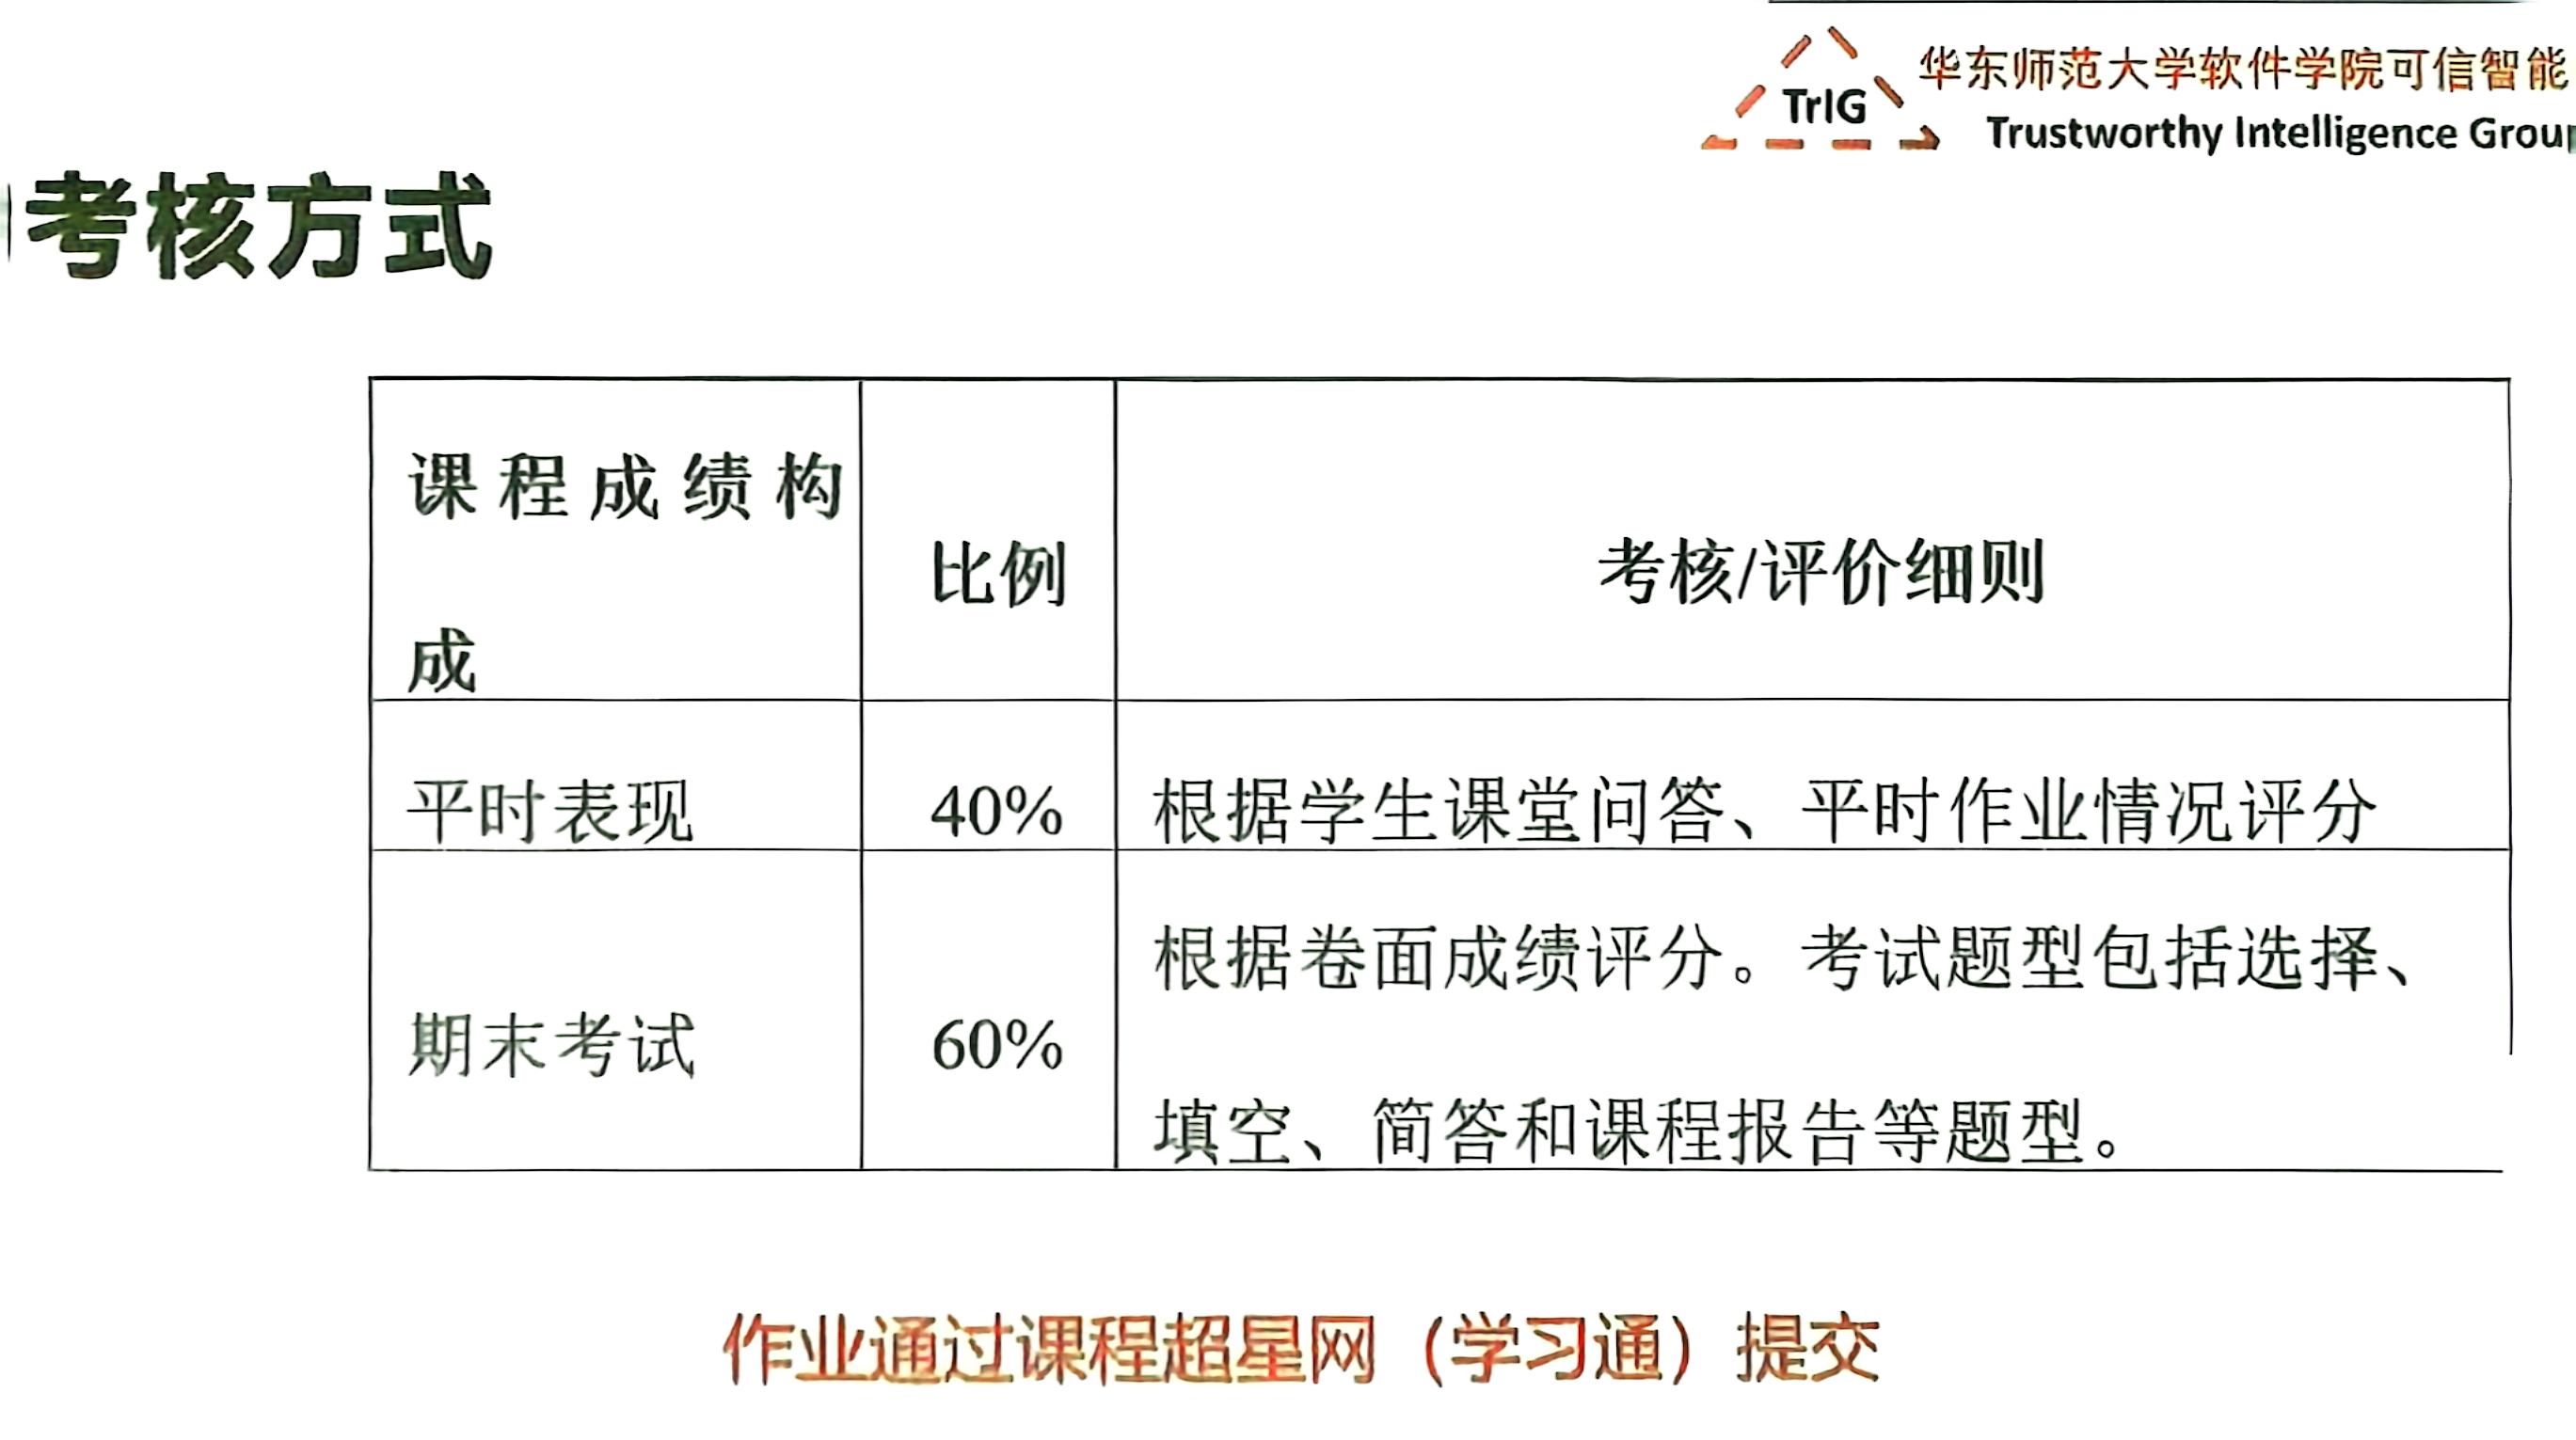 华东师范大学软件学院可信智能
TrIG
Trustworthy Intelligence Grou
考核方式
课程成绩构
成
比例
考核/评价细则
平时表现
40%
根据学生课堂问答、平时作业情况评分
期末考试
60%
根据卷面成绩评分。考试题型包括选择、
填空、简答和课程报告等题型。
作业通过课程超星网（学习通）提交